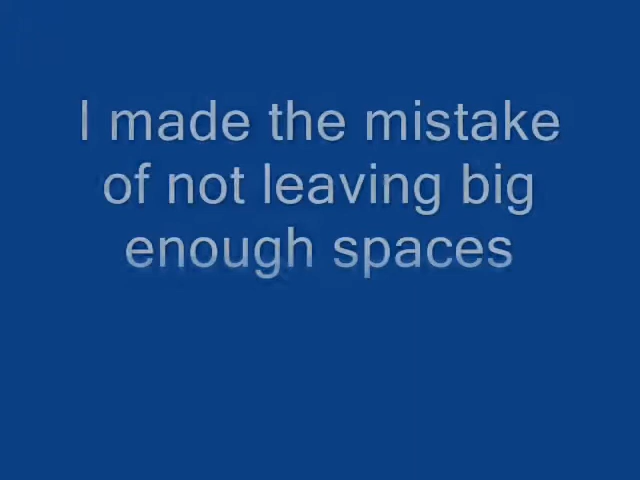 I made the mistake
of not leaving big
enough spaces